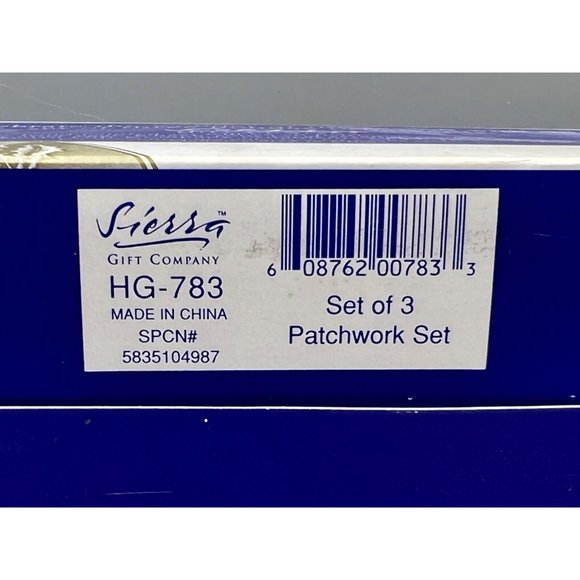 Sierra™
GIFT COMPANY
HG-783
MADE IN CHINA
SPCN#
5835104987
6 08762 00783 3
Set of 3
Patchwork Set